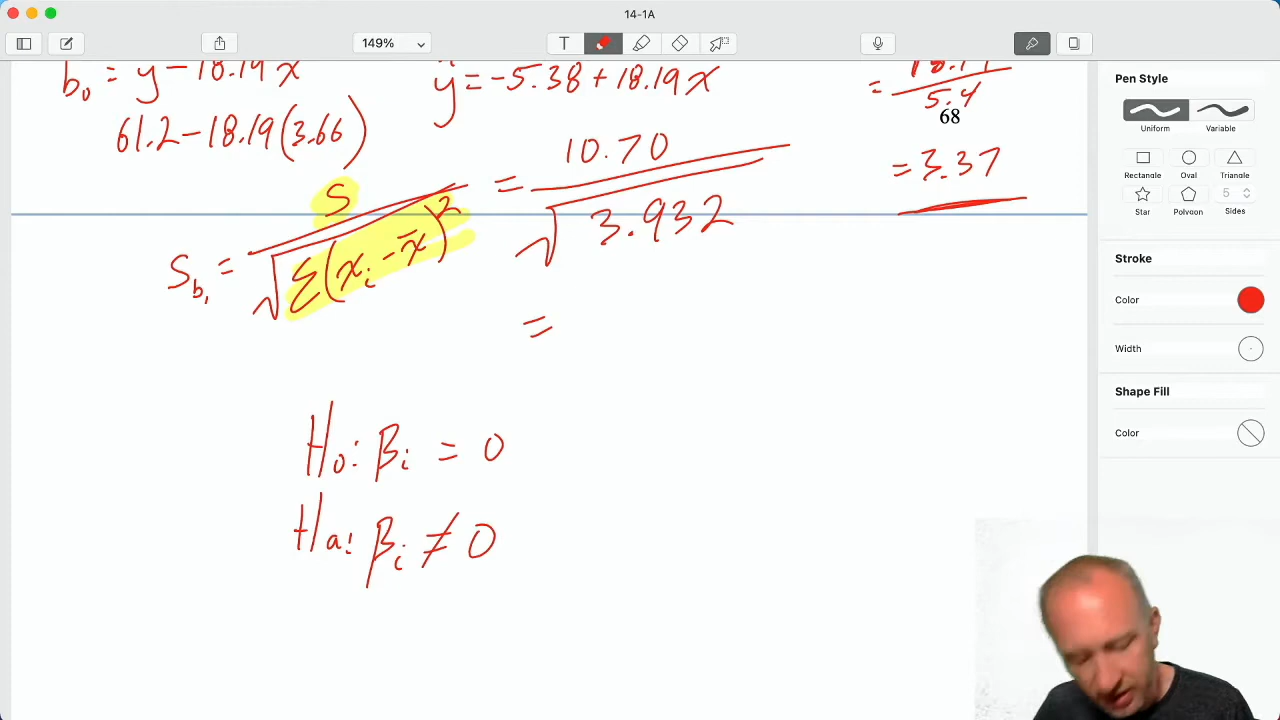 14-1A
149%
T
b₀ = y − 18.19 x
61.2 − 18.19(3.66)
y = −5.38 + 18.19x
= 5.4
68
= 3.37
S_b₁ = S / √Σ(xᵢ − x̄)² = 10.70 / √3.932
=
H₀: βᵢ = 0
Ha: βᵢ ≠ 0
Pen Style
Uniform Variable
Rectangle Oval Triangle
Star Polygon 5 Sides
Stroke
Color
Width
Shape Fill
Color